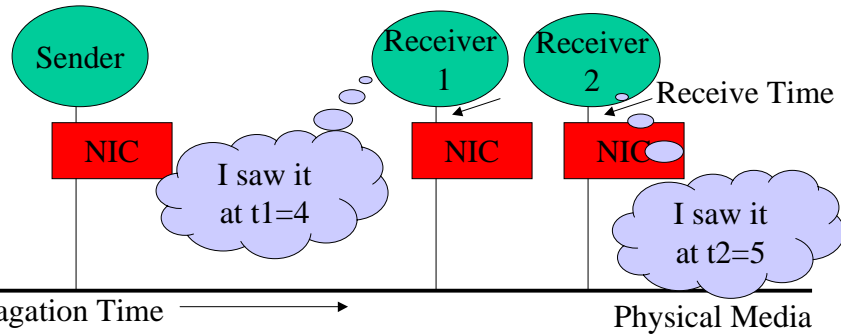 Sender
Receiver
1
Receiver
2
Receive Time
NIC
NIC
NIC
I saw it
at t1=4
I saw it
at t2=5
Time
Physical Media